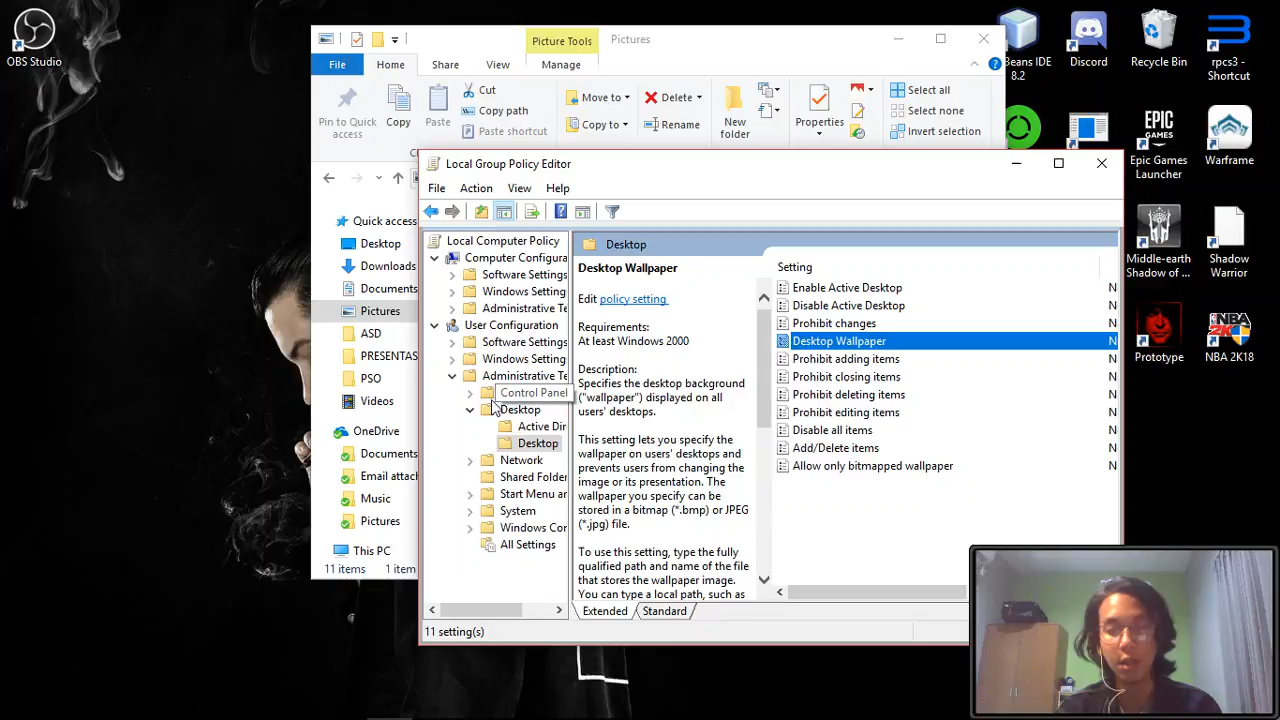 OBS Studio
Picture Tools
Pictures
File
Home
Share
View
Manage
Pin to Quick
access
Copy
Paste
Cut
Copy path
Paste shortcut
Move to
Copy to
Delete
Rename
New
folder
Properties
Select all
Select none
Invert selection
Beans IDE
8.2
Discord
Recycle Bin
rpcs3 -
Shortcut
EPIC
GAMES
Epic Games
Launcher
Warframe
Middle-earth
Shadow of ...
Shadow
Warrior
Prototype
NBA
2K18
NBA 2K18
Quick access
Desktop
Downloads
Documents
Pictures
ASD
PRESENTAS
PSO
Videos
OneDrive
Documents
Email attach
Music
Pictures
This PC
11 items
1 item
Local Group Policy Editor
File
Action
View
Help
Local Computer Policy
Computer Configura
Software Settings
Windows Setting
Administrative Te
User Configuration
Software Settings
Windows Setting
Administrative Te
Control Panel
Desktop
Active Dir
Desktop
Network
Shared Folder
Start Menu an
System
Windows Cor
All Settings
Desktop
Desktop Wallpaper
Edit policy setting
Requirements:
At least Windows 2000
Description:
Specifies the desktop background
("wallpaper") displayed on all
users' desktops.
This setting lets you specify the
wallpaper on users' desktops and
prevents users from changing the
image or its presentation. The
wallpaper you specify can be
stored in a bitmap (*.bmp) or JPEG
(*.jpg) file.
To use this setting, type the fully
qualified path and name of the file
that stores the wallpaper image.
You can type a local path, such as
Setting
Enable Active Desktop N
Disable Active Desktop N
Prohibit changes N
Desktop Wallpaper N
Prohibit adding items N
Prohibit closing items N
Prohibit deleting items N
Prohibit editing items N
Disable all items N
Add/Delete items N
Allow only bitmapped wallpaper N
Extended
Standard
11 setting(s)